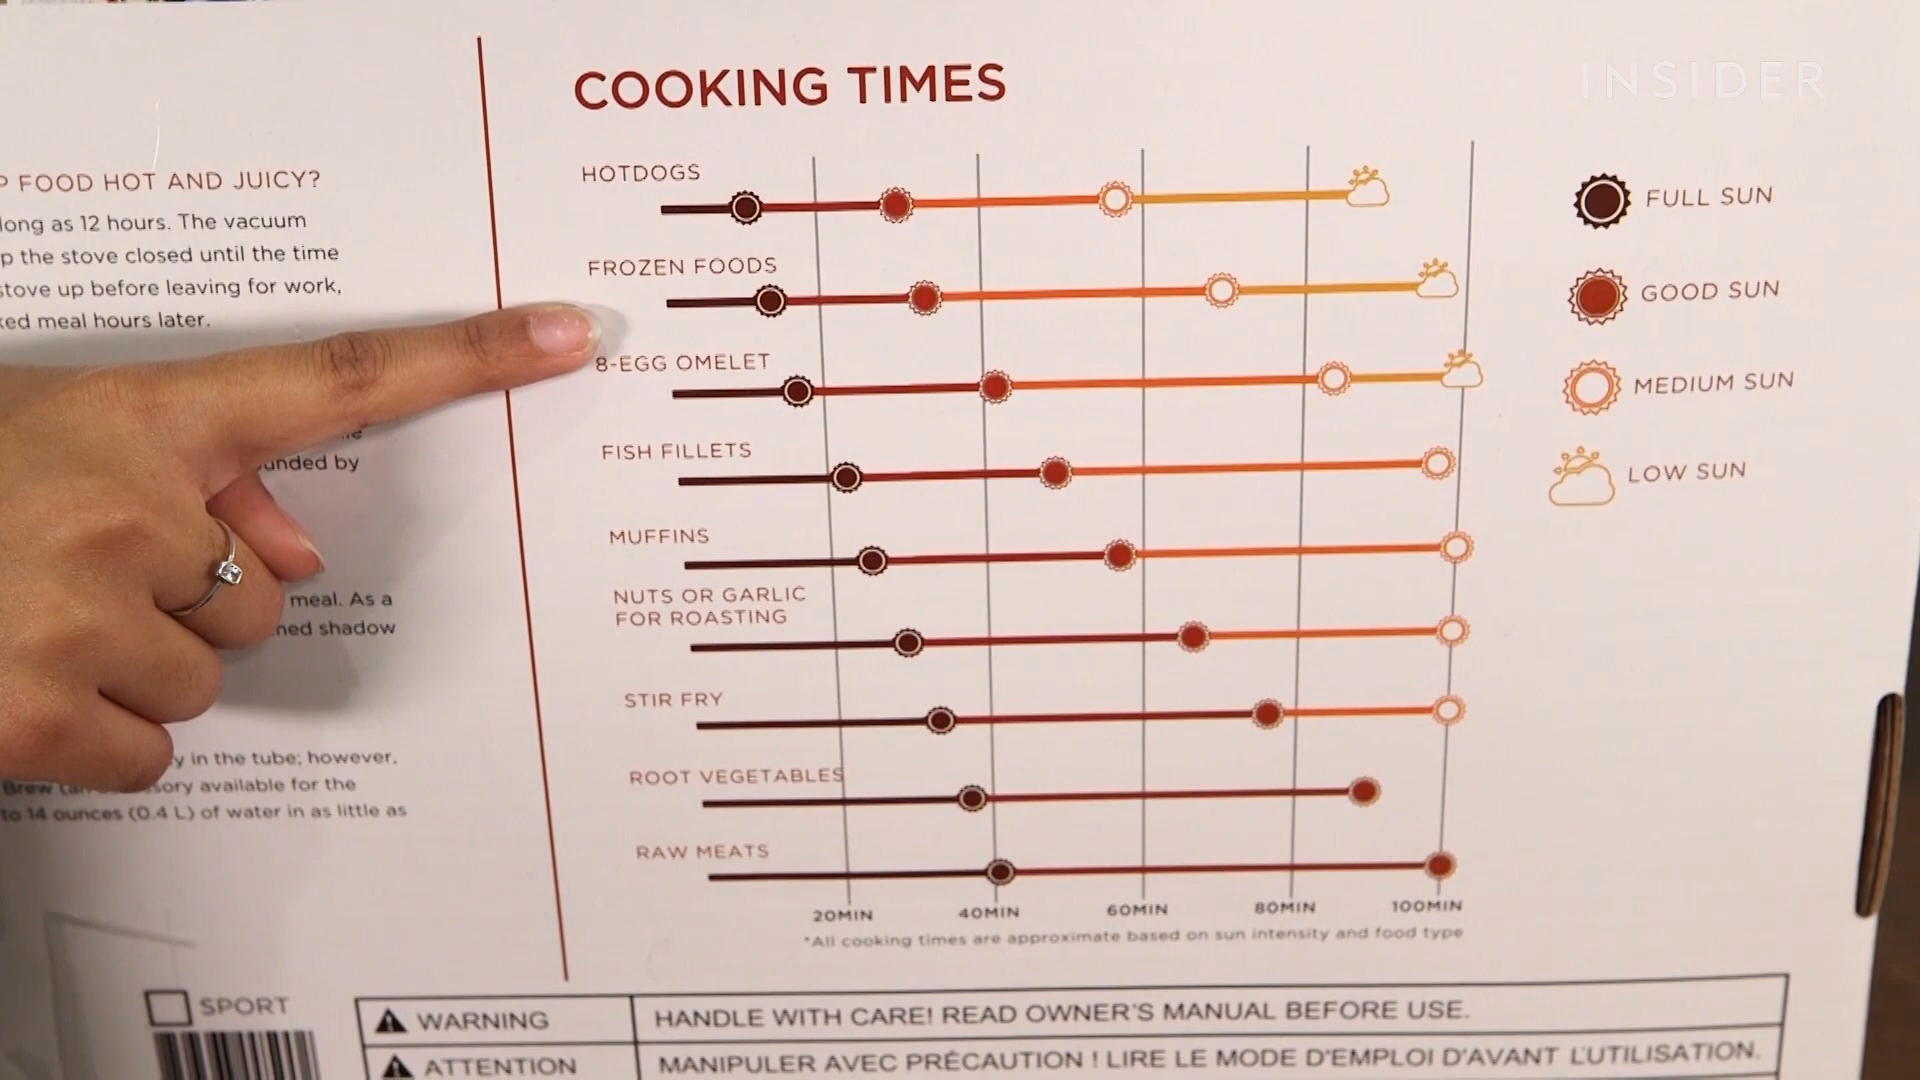 INSIDER
COOKING TIMES
FOOD HOT AND JUICY?
long as 12 hours. The vacuum
the stove closed until the time
stove up before leaving for work,
meal hours later.
by
meal. As a
shadow
in the tube; however,
Brew available for the
to 14 ounces (0.4 L) of water in as little as
HOTDOGS
FROZEN FOODS
8-EGG OMELET
FISH FILLETS
MUFFINS
NUTS OR GARLIC
FOR ROASTING
STIR FRY
ROOT VEGETABLES
RAW MEATS
20MIN 40MIN 60MIN 80MIN 100MIN
*All cooking times are approximate based on sun intensity and food type
FULL SUN
GOOD SUN
MEDIUM SUN
LOW SUN
SPORT
WARNING HANDLE WITH CARE! READ OWNER'S MANUAL BEFORE USE.
ATTENTION MANIPULER AVEC PRÉCAUTION ! LIRE LE MODE D'EMPLOI D'AVANT L'UTILISATION.